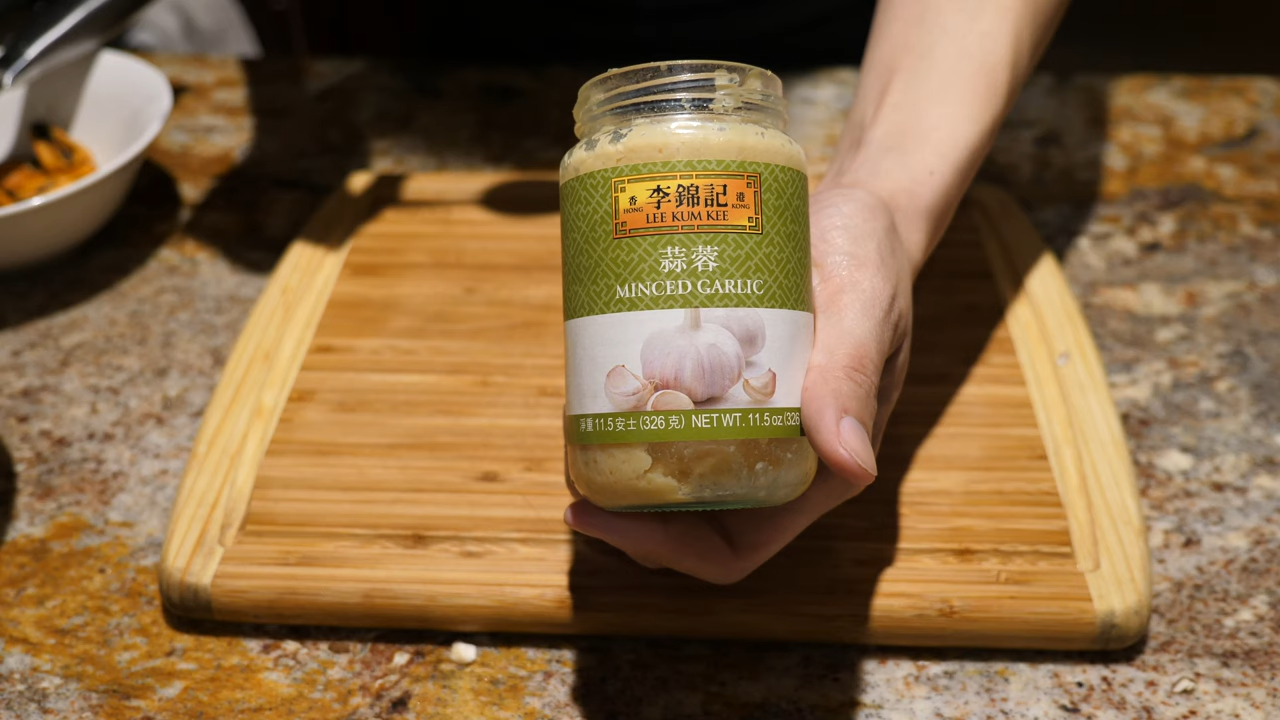 香 李錦記 港
HONG LEE KUM KEE KONG
蒜蓉
MINCED GARLIC
淨重 11.5 安士 (326 克) NET WT. 11.5 oz (326